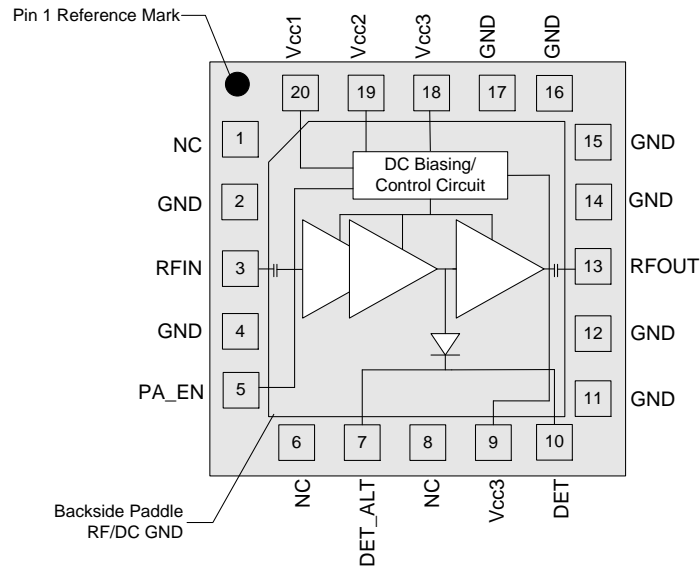 Pin 1 Reference Mark
Vcc1
Vcc2
Vcc3
GND
GND
20
19
18
17
16
NC
1
15
GND
DC Biasing/
Control Circuit
GND
2
14
GND
RFIN
3
13
RFOUT
GND
4
12
GND
PA_EN
5
11
GND
6
7
8
9
10
NC
DET_ALT
NC
Vcc3
DET
Backside Paddle
RF/DC GND